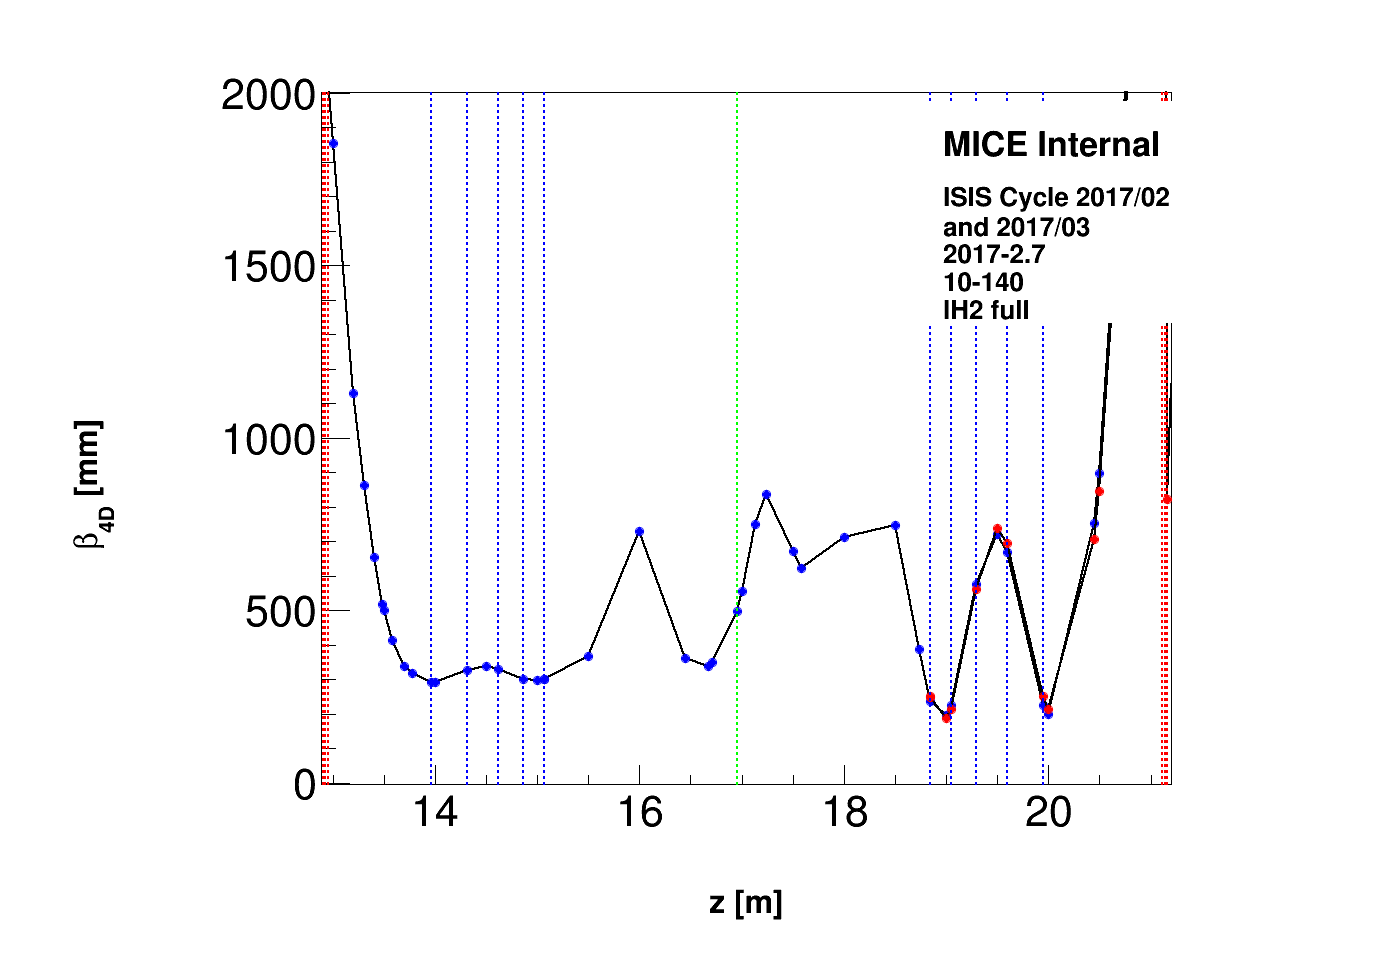 2000
1500
1000
500
0
14 16 18 20
β4D [mm]
z [m]
MICE Internal
ISIS Cycle 2017/02
and 2017/03
2017-2.7
10-140
lH2 full